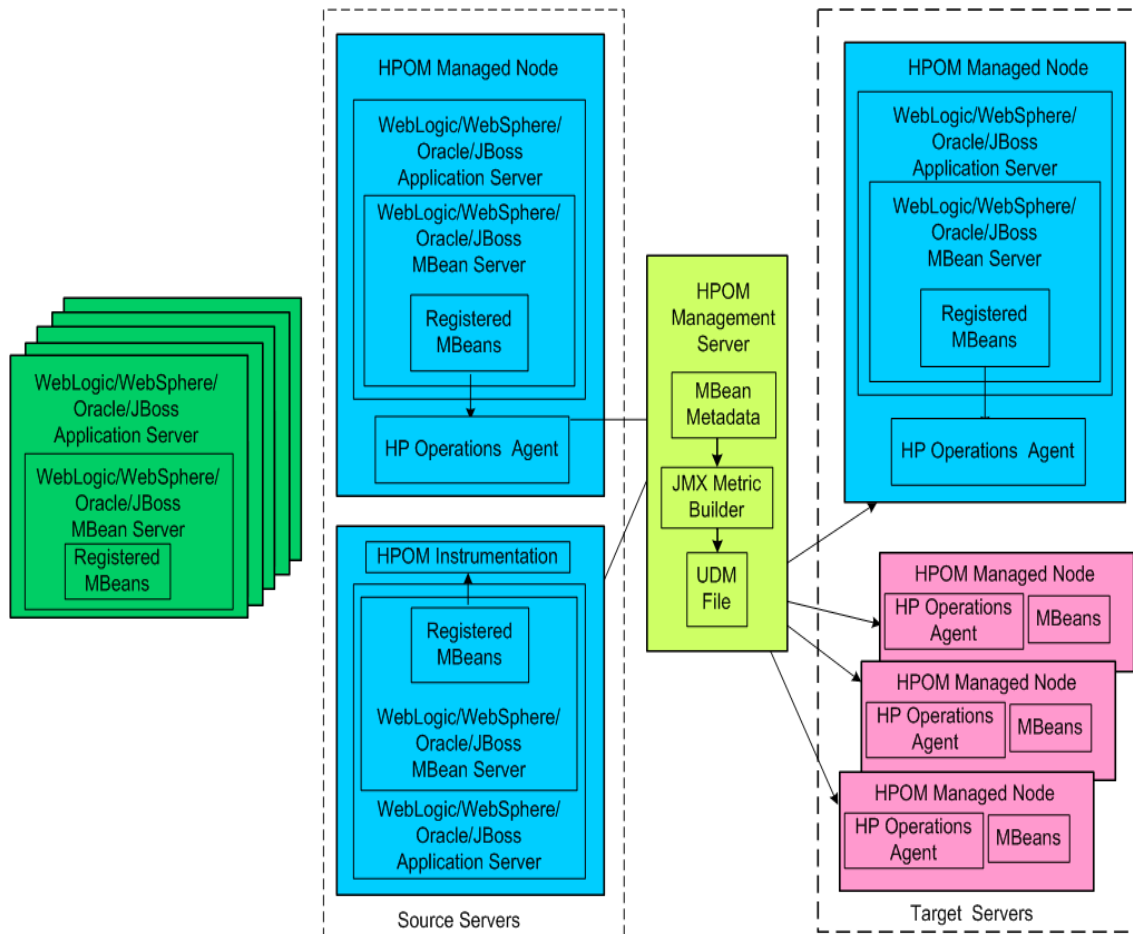 WebLogic/WebSphere/
Oracle/JBoss
Application Server
WebLogic/WebSphere/
Oracle/JBoss
MBean Server
Registered
MBeans
HPOM Managed Node
WebLogic/WebSphere/
Oracle/JBoss
Application Server
WebLogic/WebSphere/
Oracle/JBoss
MBean Server
Registered
MBeans
HP Operations Agent
HPOM Instrumentation
Registered
MBeans
WebLogic/WebSphere/
Oracle/JBoss
MBean Server
WebLogic/WebSphere/
Oracle/JBoss
Application Server
Source Servers
HPOM
Management
Server
MBean
Metadata
JMX Metric
Builder
UDM
File
HPOM Managed Node
WebLogic/WebSphere/
Oracle/JBoss
Application Server
WebLogic/WebSphere/
Oracle/JBoss
MBean Server
Registered
MBeans
HP Operations Agent
HPOM Managed Node
HP Operations
Agent
MBeans
HPOM Managed Node
HP Operations
Agent
MBeans
HPOM Managed Node
HP Operations
Agent
MBeans
Target Servers